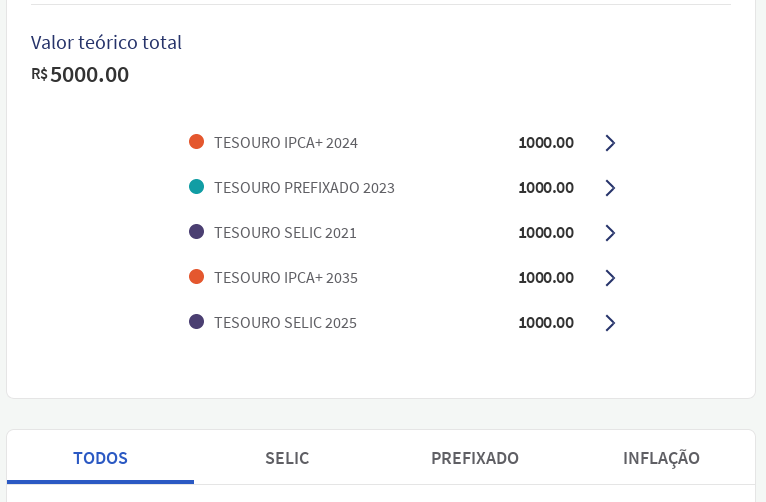 Valor teórico total
R$ 5000.00
TESOURO IPCA+ 2024 1000.00
TESOURO PREFIXADO 2023 1000.00
TESOURO SELIC 2021 1000.00
TESOURO IPCA+ 2035 1000.00
TESOURO SELIC 2025 1000.00
TODOS SELIC PREFIXADO INFLAÇÃO